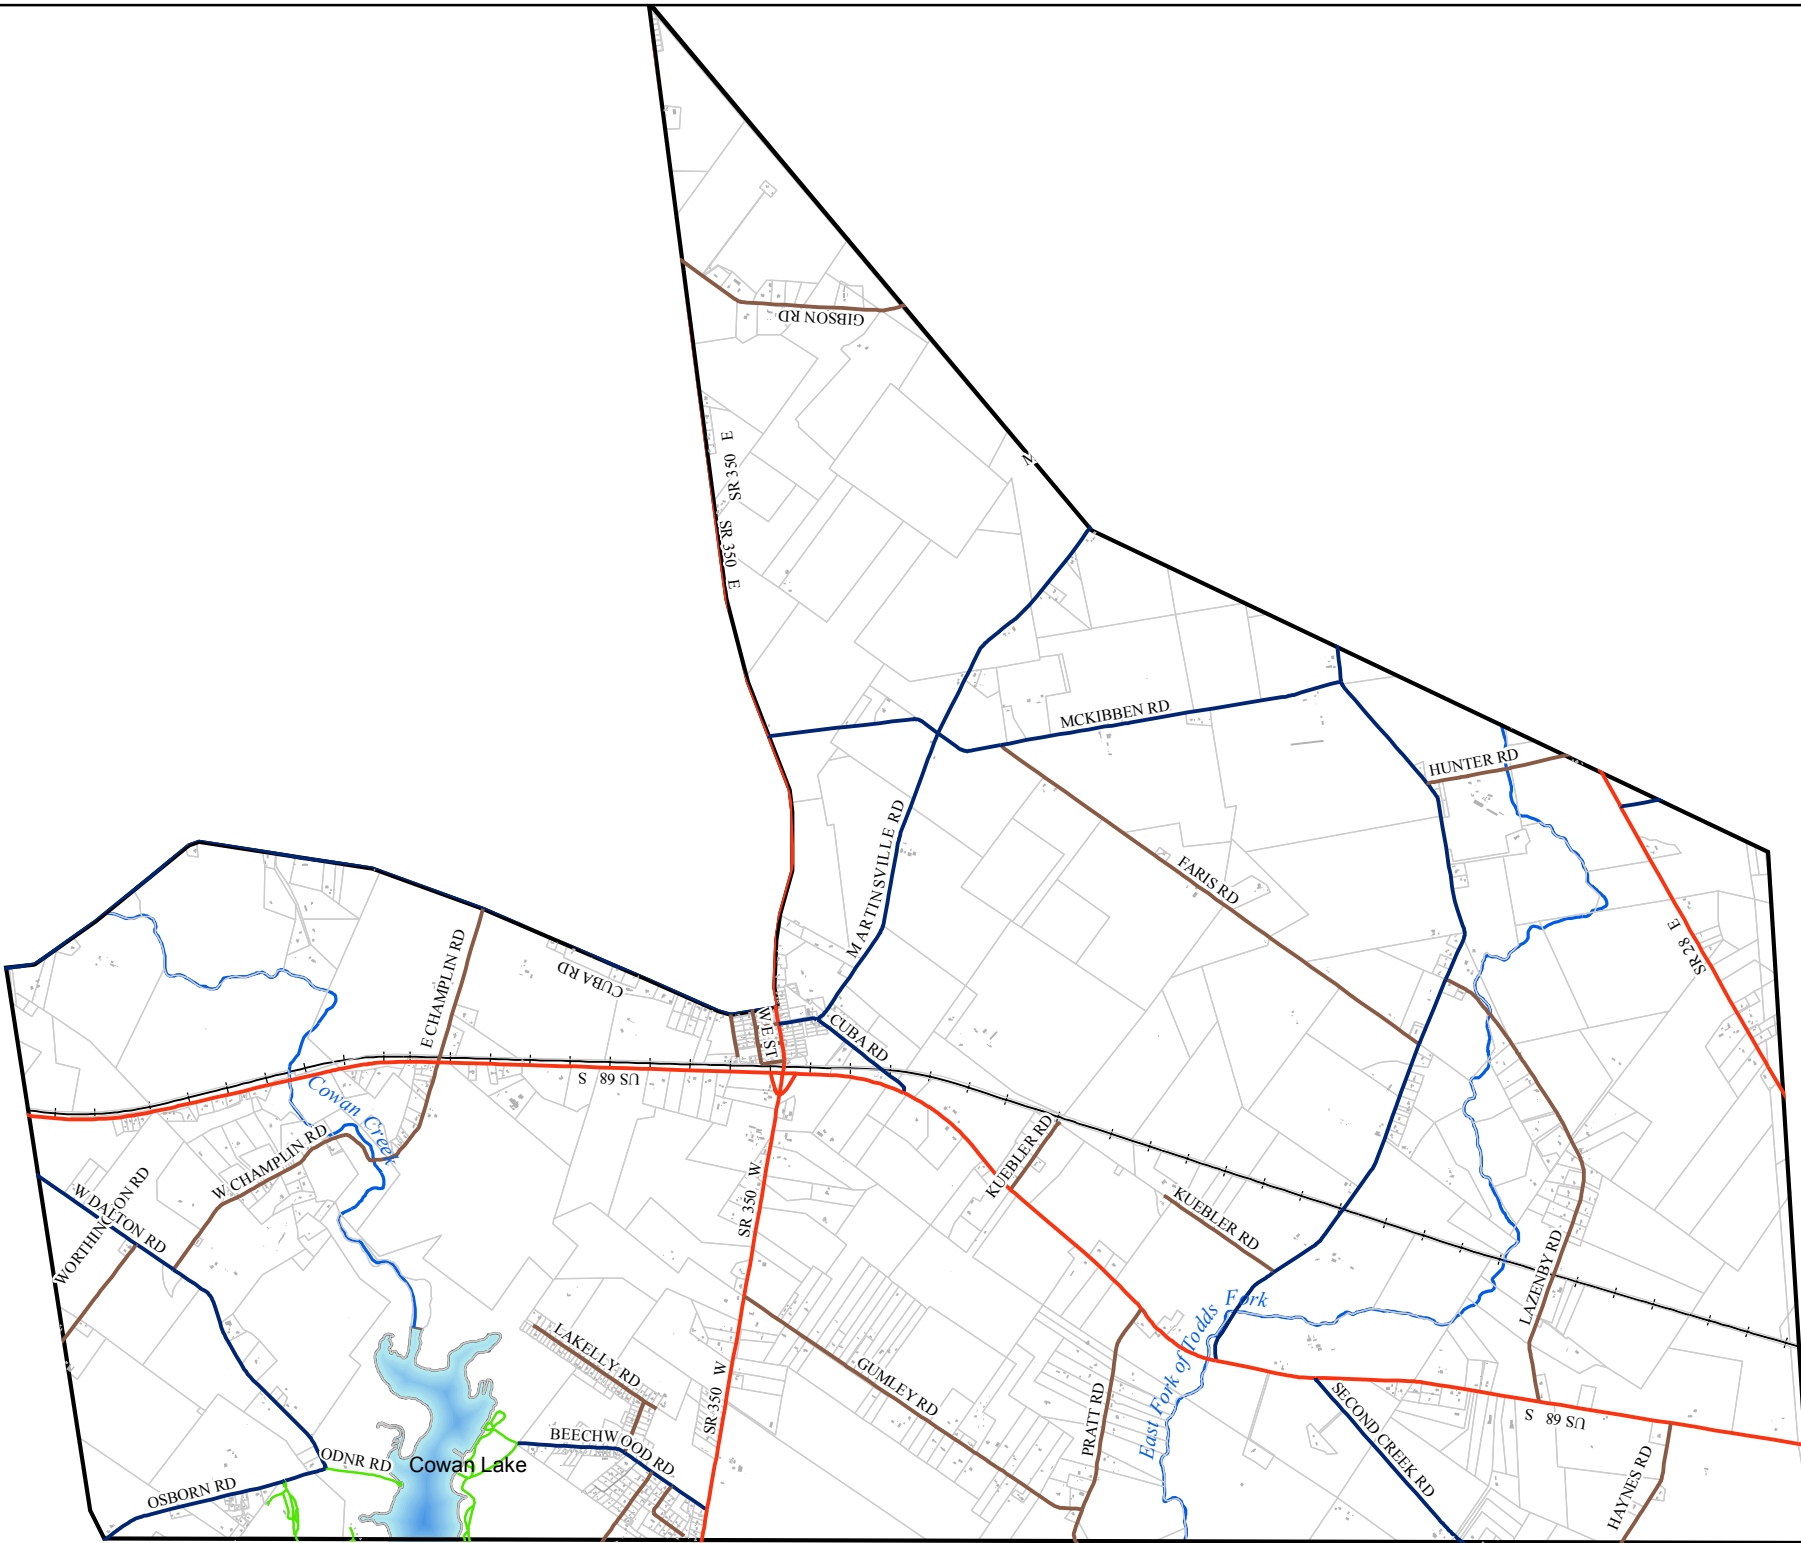 GIBSON RD
SR 350 E
N
SR 350 E
MCKIBBEN RD
HUNTER RD
MARTINSVILLE RD
FARIS RD
SR 28 E
E CHAMPLIN RD
CUBA RD
WEST
CUBA RD
US 68 S
Cowan Creek
W CHAMPLIN RD
KUEBLER RD
W DALTON RD
WORTHINGTON RD
SR 350 W
KUEBLER RD
LAZENBY RD
East Fork of Todds Fork
LAKELLY RD
GUMLEY RD
PRATT RD
SR 350 W
US 68 S
SECOND CREEK RD
BEECHWOOD RD
ODNR RD
Cowan Lake
OSBORN RD
HAYNES RD